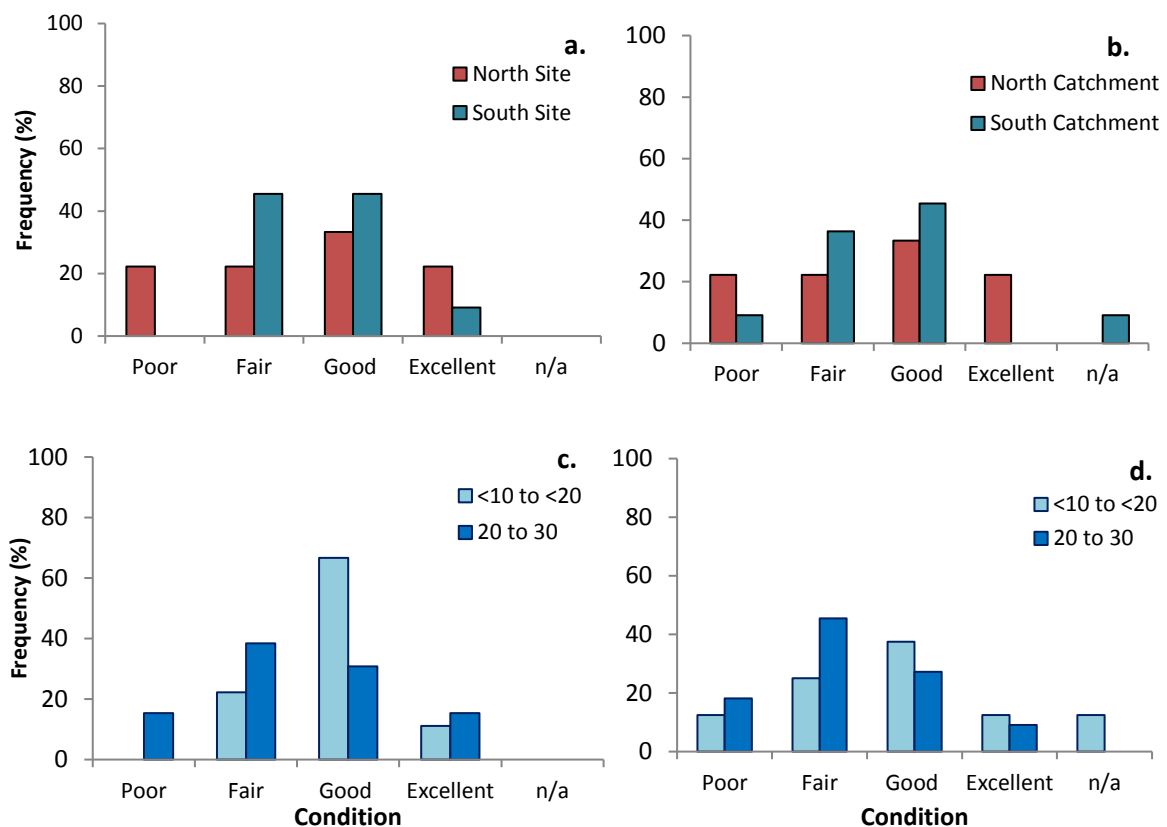 a.
North Site
South Site
Frequency (%)
100
80
60
40
20
0
Poor Fair Good Excellent n/a
b.
North Catchment
South Catchment
100
80
60
40
20
0
Poor Fair Good Excellent n/a
c.
<10 to <20
20 to 30
Frequency (%)
100
80
60
40
20
0
Poor Fair Good Excellent n/a
Condition
d.
<10 to <20
20 to 30
100
80
60
40
20
0
Poor Fair Good Excellent n/a
Condition